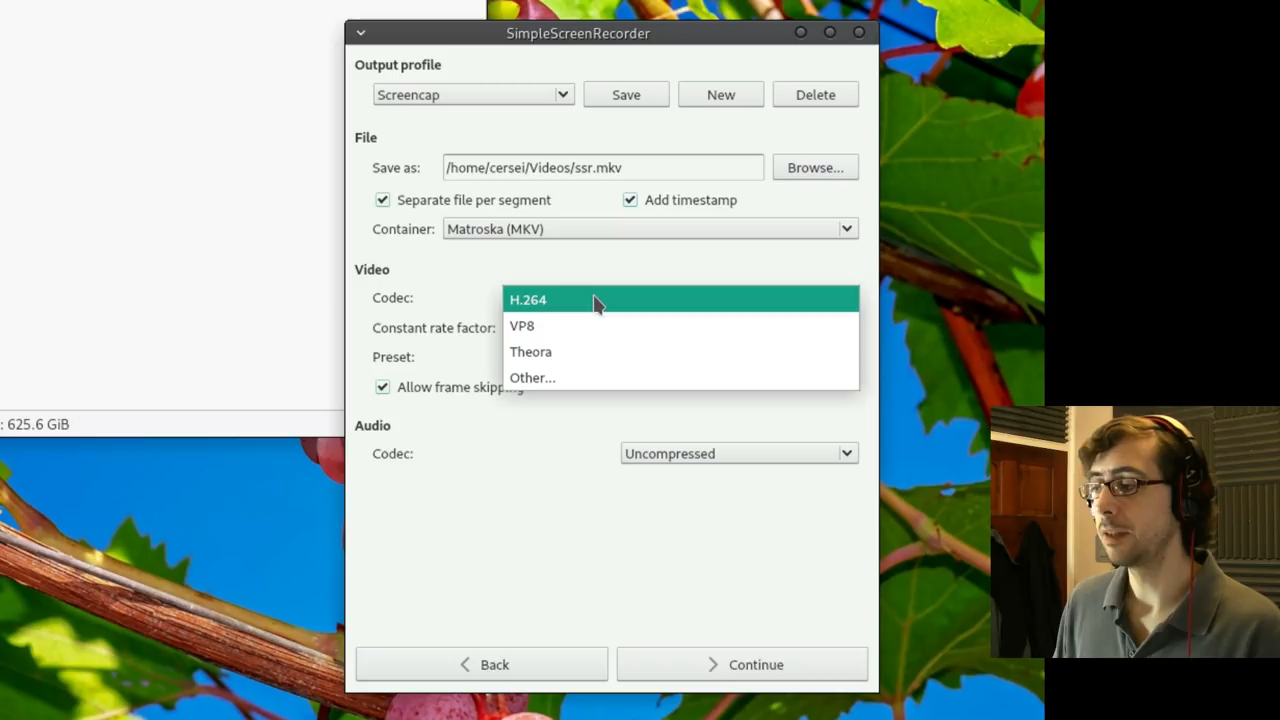 SimpleScreenRecorder
Output profile
Screencap
Save
New
Delete
File
Save as:
/home/cersei/Videos/ssr.mkv
Browse...
Separate file per segment
Add timestamp
Container:
Matroska (MKV)
Video
Codec:
H.264
Constant rate factor:
VP8
Preset:
Theora
Other...
Allow frame skipping
Audio
: 625.6 GiB
Codec:
Uncompressed
Back
Continue